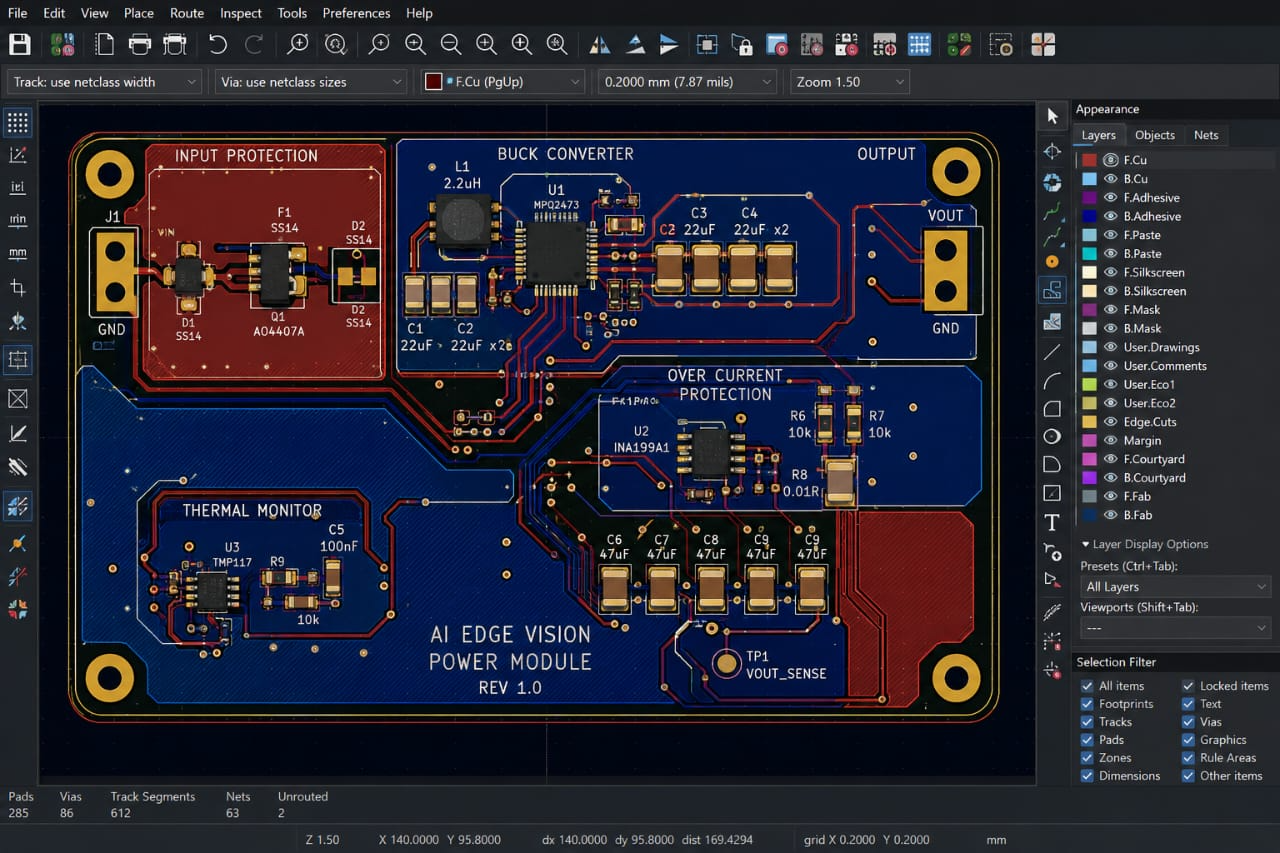 File Edit View Place Route Inspect Tools Preferences Help
Track: use netclass width
Via: use netclass sizes
F.Cu (PgUp)
0.2000 mm (7.87 mils)
Zoom 1.50
mm
INPUT PROTECTION
J1
VIN
F1
SS14
D2
SS14
D1
SS14
Q1
AO4407A
D2
SS14
GND
BUCK CONVERTER
OUTPUT
L1
2.2uH
U1
MPQ2473
C2
C3
22uF
C4
22uF x2
C1
22uF
C2
22uF x2
VOUT
GND
OVER CURRENT
PROTECTION
U2
INA199A1
R6
10k
R7
10k
R8
0.01R
C6
47uF
C7
47uF
C8
47uF
C9
47uF
C9
47uF
THERMAL MONITOR
U3
TMP117
R9
C5
100nF
10k
AI EDGE VISION
POWER MODULE
REV 1.0
TP1
VOUT_SENSE
Appearance
Layers Objects Nets
F.Cu
B.Cu
F.Adhesive
B.Adhesive
F.Paste
B.Paste
F.Silkscreen
B.Silkscreen
F.Mask
B.Mask
User.Drawings
User.Comments
User.Eco1
User.Eco2
Edge.Cuts
Margin
F.Courtyard
B.Courtyard
F.Fab
B.Fab
Layer Display Options
Presets (Ctrl+Tab):
All Layers
Viewports (Shift+Tab):
---
Selection Filter
All items Locked items
Footprints Text
Tracks Vias
Pads Graphics
Zones Rule Areas
Dimensions Other items
Pads Vias Track Segments Nets Unrouted
285 86 612 63 2
Z 1.50 X 140.0000 Y 95.8000 dx 140.0000 dy 95.8000 dist 169.4294 grid X 0.2000 Y 0.2000 mm